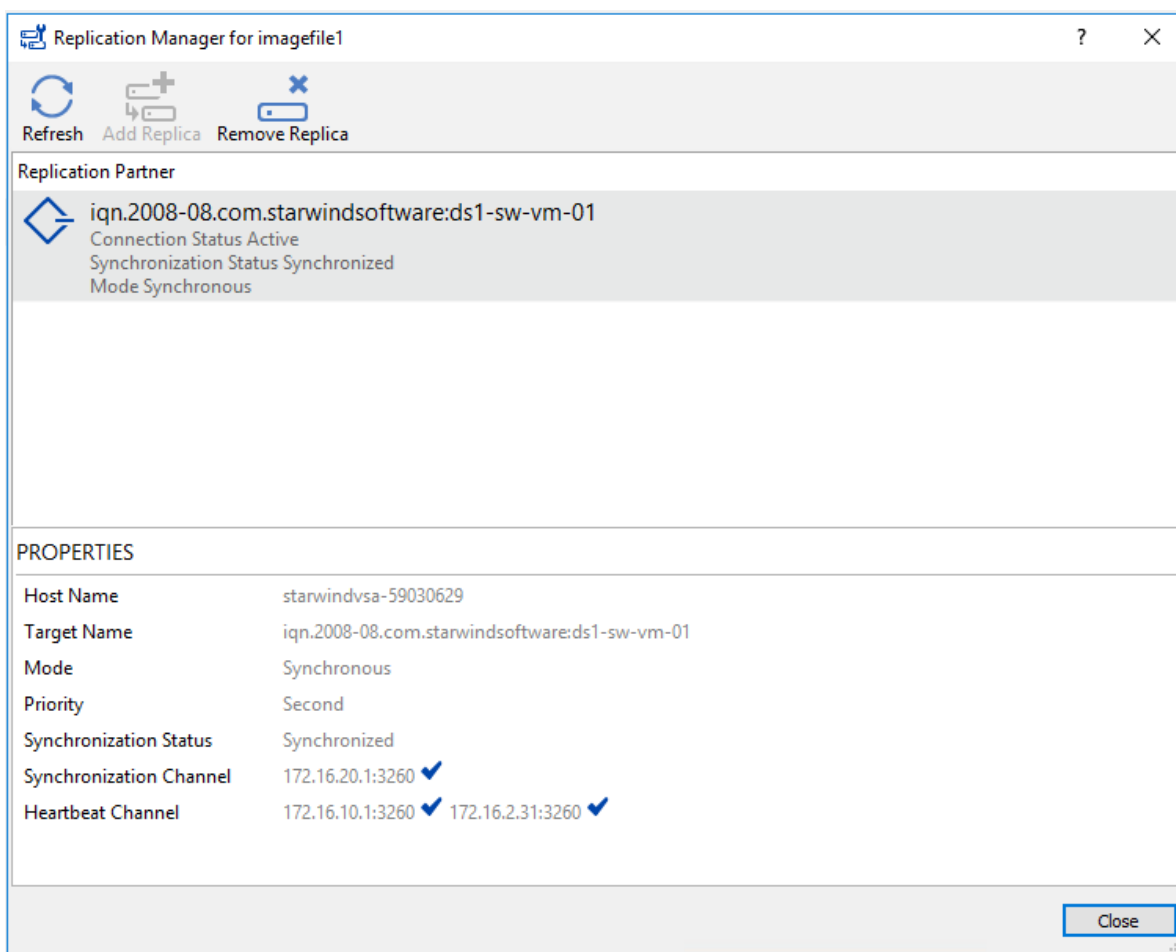 Replication Manager for imagefile1
?
Refresh Add Replica Remove Replica
Replication Partner
iqn.2008-08.com.starwindsoftware:ds1-sw-vm-01
Connection Status Active
Synchronization Status Synchronized
Mode Synchronous
PROPERTIES
Host Name starwindvsa-59030629
Target Name iqn.2008-08.com.starwindsoftware:ds1-sw-vm-01
Mode Synchronous
Priority Second
Synchronization Status Synchronized
Synchronization Channel 172.16.20.1:3260
Heartbeat Channel 172.16.10.1:3260 172.16.2.31:3260
Close